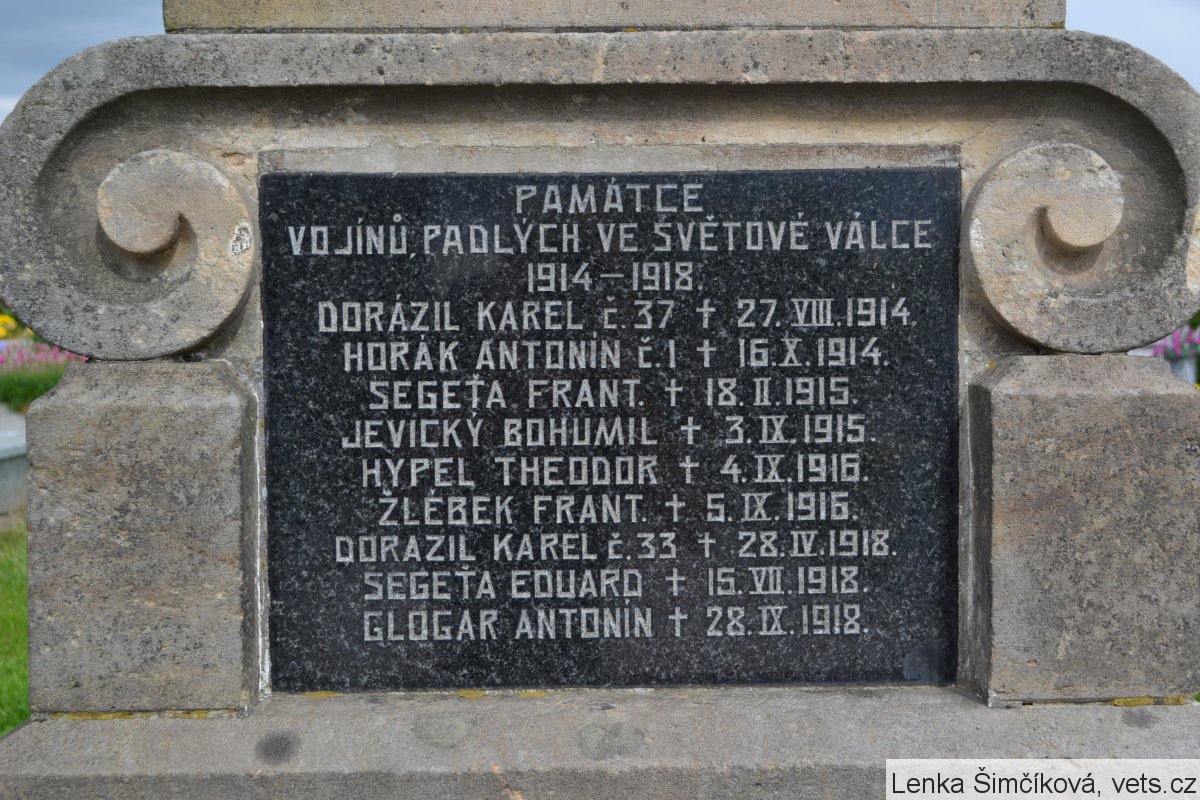 PAMÁTCE
VOJÍNŮ, PADLÝCH VE SVĚTOVÉ VÁLCE
1914-1918.
DORÁZIL KAREL č.37 † 27.VIII.1914.
HORÁK ANTONÍN č.1 † 16.X.1914.
SEGEŤA FRANT. † 18.II.1915.
JEVICKÝ BOHUMIL † 3.IX.1915.
HYPEL THEODOR † 4.IX.1916.
ŽLÉBEK FRANT. † 5.IX.1916.
DORAZIL KAREL č.33 † 28.IV.1918.
SEGEŤA EDUARD † 15.VII.1918.
GLOGAR ANTONÍN † 28.IX.1918.
Lenka Šimčíková, vets.cz